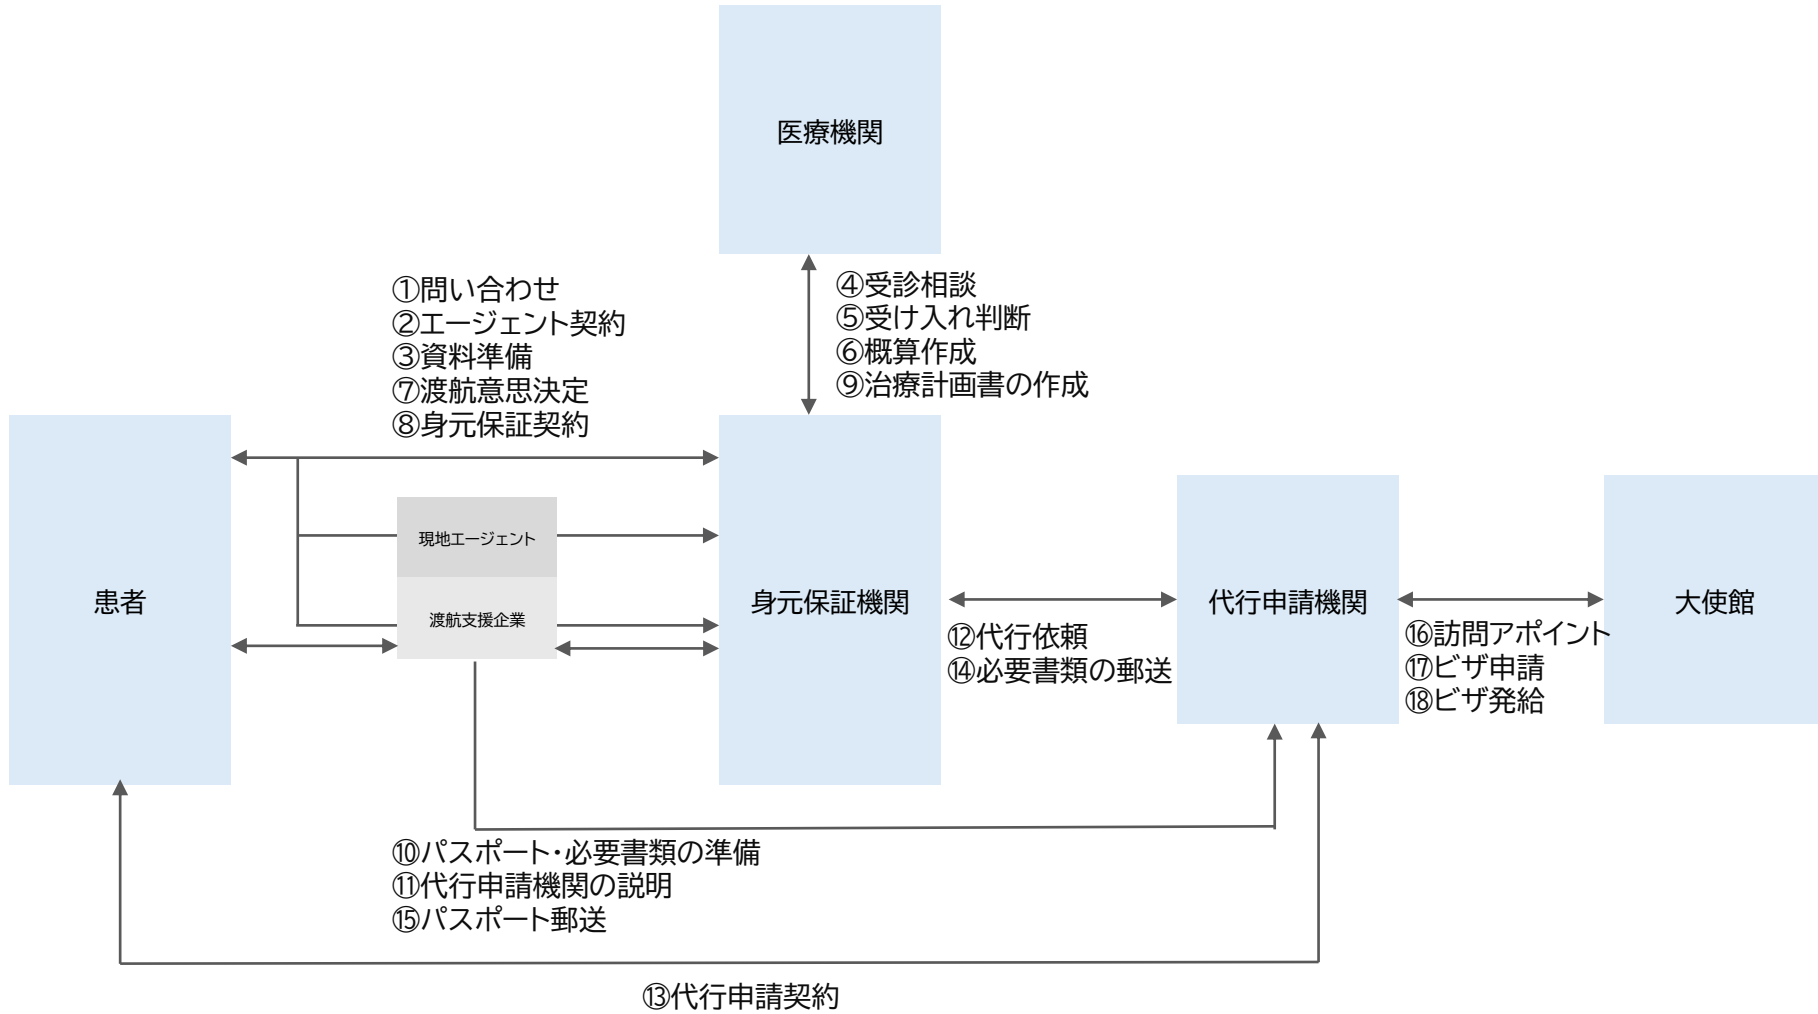 医療機関
①問い合わせ
②エージェント契約
③資料準備
⑦渡航意思決定
⑧身元保証契約
④受診相談
⑤受け入れ判断
⑥概算作成
⑨治療計画書の作成
患者
現地エージェント
渡航支援企業
身元保証機関
代行申請機関
大使館
⑫代行依頼
⑭必要書類の郵送
⑯訪問アポイント
⑰ビザ申請
⑱ビザ発給
⑩パスポート・必要書類の準備
⑪代行申請機関の説明
⑮パスポート郵送
⑬代行申請契約